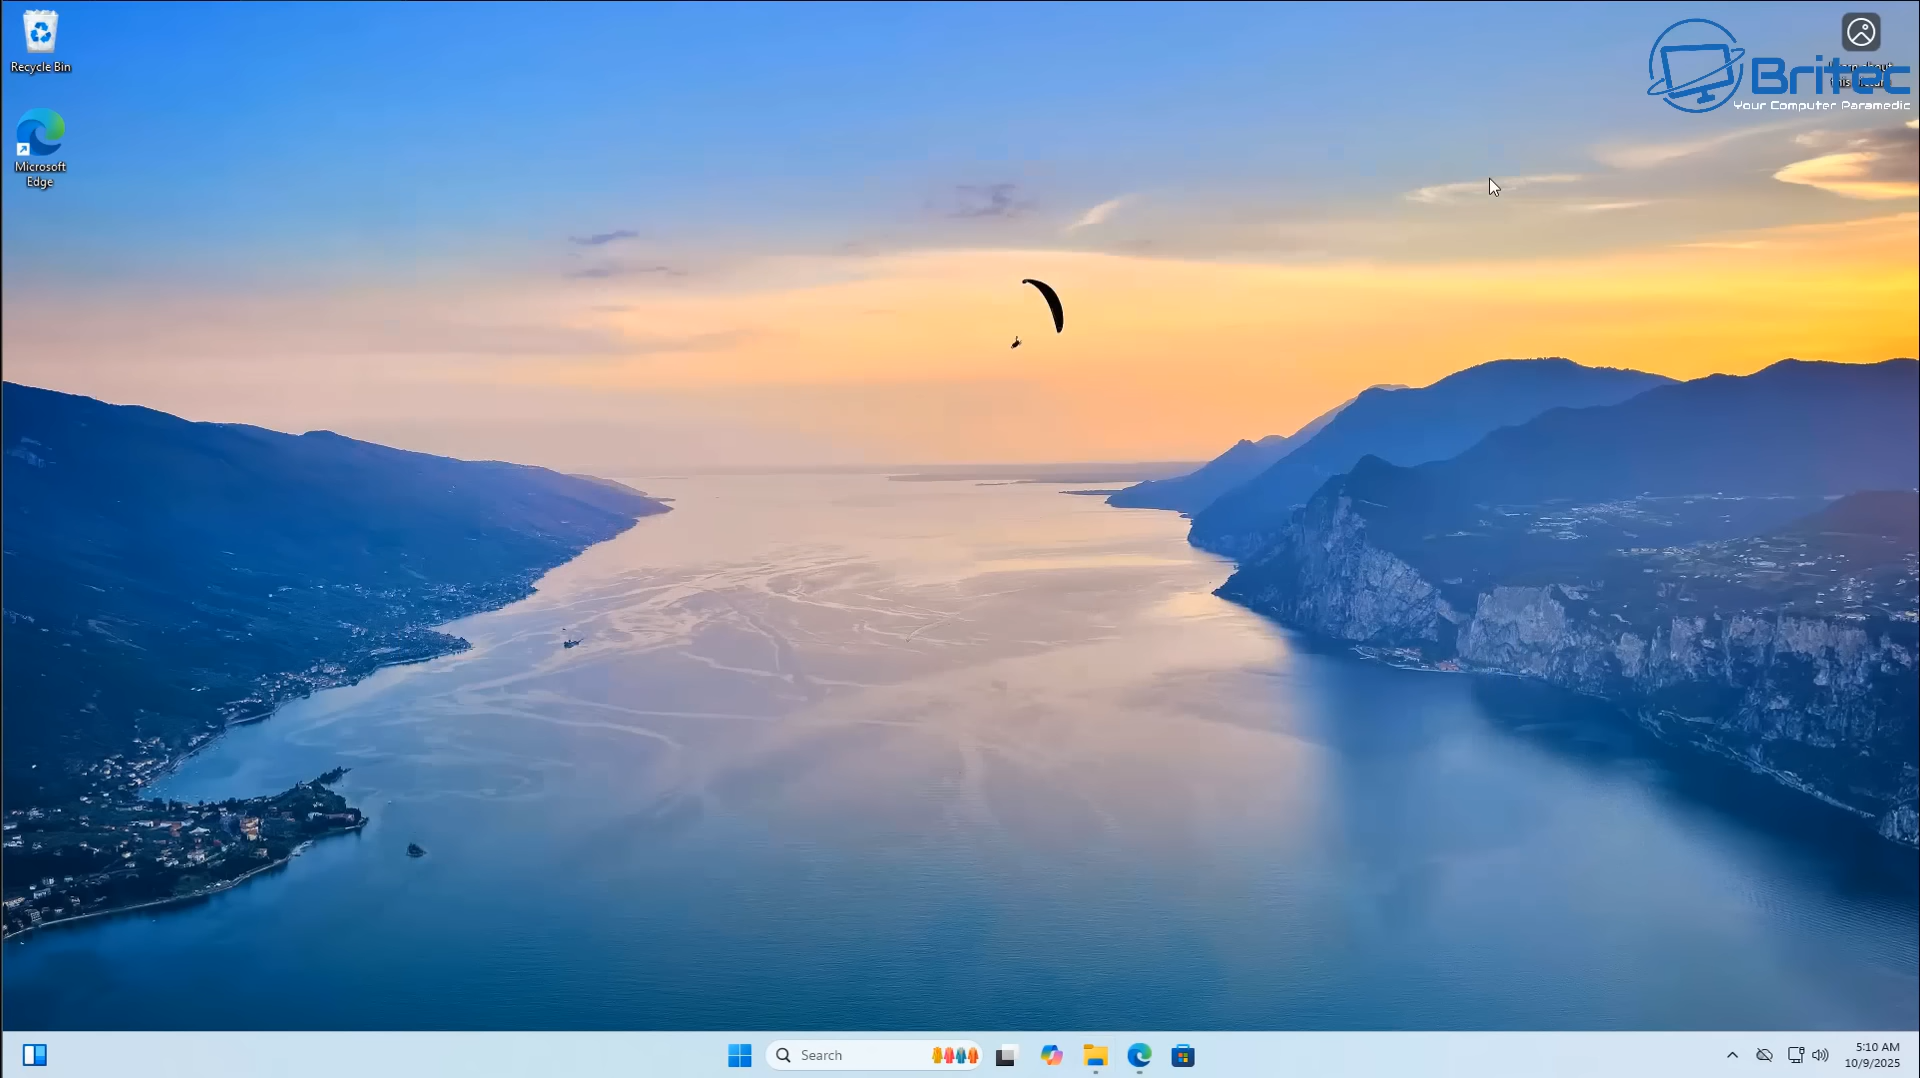 Recycle Bin
Microsoft
Edge
Britec
Your Computer Paramedic
Search
5:10 AM
10/9/2025